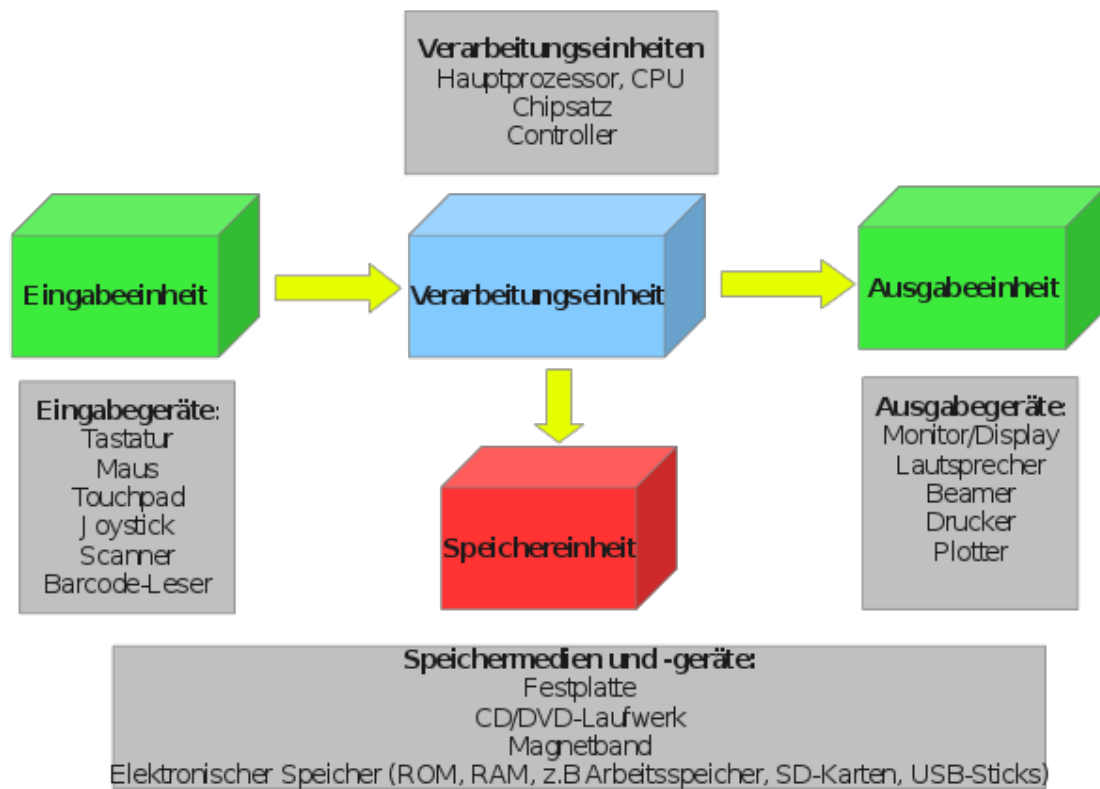 Verarbeitungseinheiten
Hauptprozessor, CPU
Chipsatz
Controller
Eingabeeinheit
Verarbeitungseinheit
Ausgabeeinheit
Eingabegeräte:
Tastatur
Maus
Touchpad
Joystick
Scanner
Barcode-Leser
Ausgabegeräte:
Monitor/Display
Lautsprecher
Beamer
Drucker
Plotter
Speichereinheit
Speichermedien und -geräte:
Festplatte
CD/DVD-Laufwerk
Magnetband
Elektronischer Speicher (ROM, RAM, z.B Arbeitsspeicher, SD-Karten, USB-Sticks)